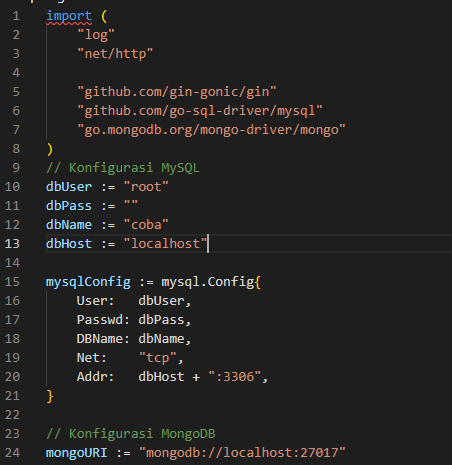 1 import (
2     "log"
3     "net/http"
4
5     "github.com/gin-gonic/gin"
6     "github.com/go-sql-driver/mysql"
7     "go.mongodb.org/mongo-driver/mongo"
8 )
9 // Konfigurasi MySQL
10 dbUser := "root"
11 dbPass := ""
12 dbName := "coba"
13 dbHost := "localhost"
14
15 mysqlConfig := mysql.Config{
16     User:   dbUser,
17     Passwd: dbPass,
18     DBName: dbName,
19     Net:    "tcp",
20     Addr:   dbHost + ":3306",
21 }
22
23 // Konfigurasi MongoDB
24 mongoURI := "mongodb://localhost:27017"